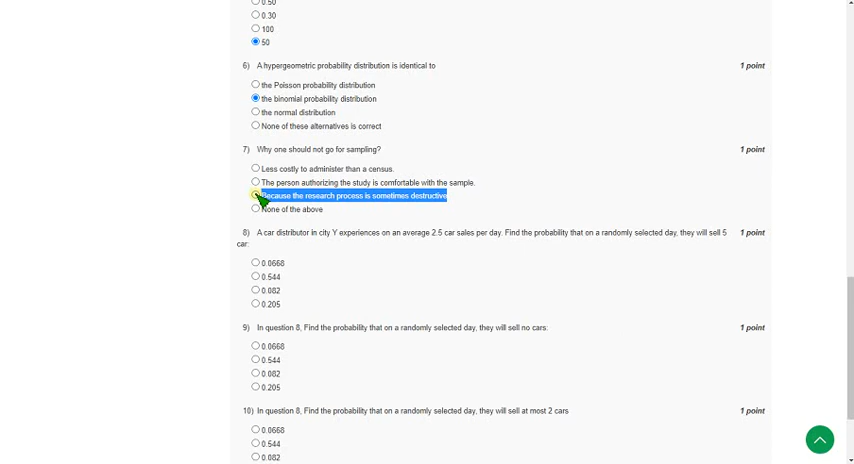 0.50
0.30
180
50
6) A hypergeometric probability distribution is identical to 1 point
the Poisson probability distribution
the binomial probability distribution
the normal distribution
None of these alternatives is correct
7) Why one should not go for sampling? 1 point
Less costly to administer than a census.
The person authorizing the study is comfortable with the sample.
Because the research process is sometimes destructive
None of the above
8) A car distributor in city Y experiences on an average 2.5 car sales per day. Find the probability that on a randomly selected day, they will sell 5 1 point
car:
0.0668
0.544
0.082
0.205
9) In question 8, Find the probability that on a randomly selected day, they will sell no cars: 1 point
0.0668
0.544
0.082
0.205
10) In question 8, Find the probability that on a randomly selected day, they will sell at most 2 cars 1 point
0.0668
0.544
0.082